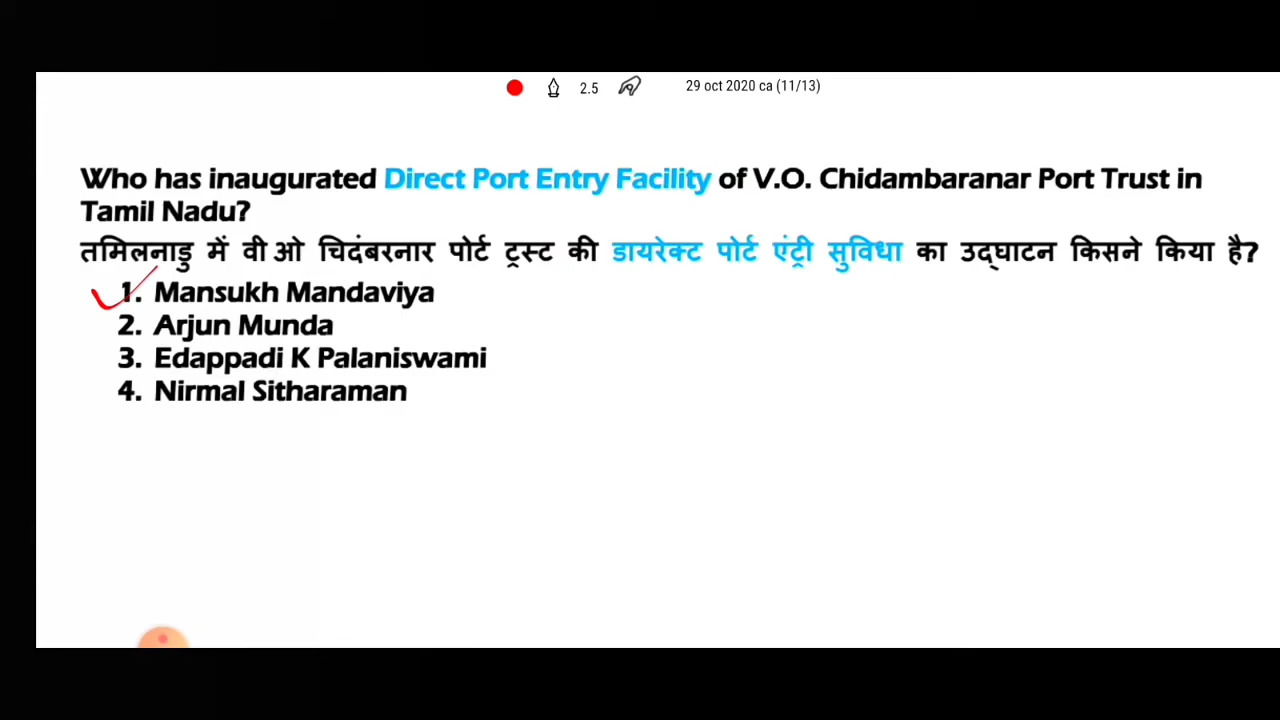 2.5 29 oct 2020 ca (11/13)
Who has inaugurated Direct Port Entry Facility of V.O. Chidambaranar Port Trust in
Tamil Nadu?
तमिलनाडु में वी ओ चिदंबरनार पोर्ट ट्रस्ट की डायरेक्ट पोर्ट एंट्री सुविधा का उद्घाटन किसने किया है?
1. Mansukh Mandaviya
2. Arjun Munda
3. Edappadi K Palaniswami
4. Nirmal Sitharaman